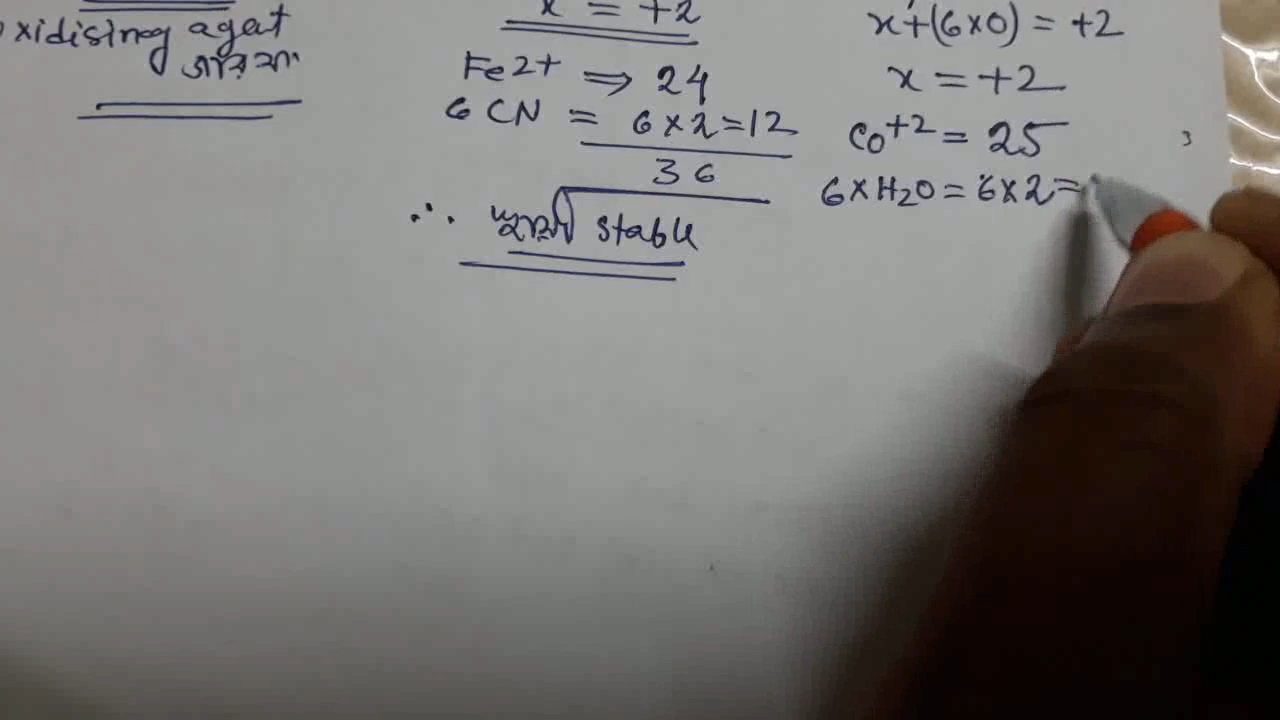 xidising agent
x = +2
Fe2+ ⇒ 24
6 CN = 6×2=12
36
∴ stable
x+(6×0) = +2
x = +2
Co+2 = 25
6×H2O = 6×2=